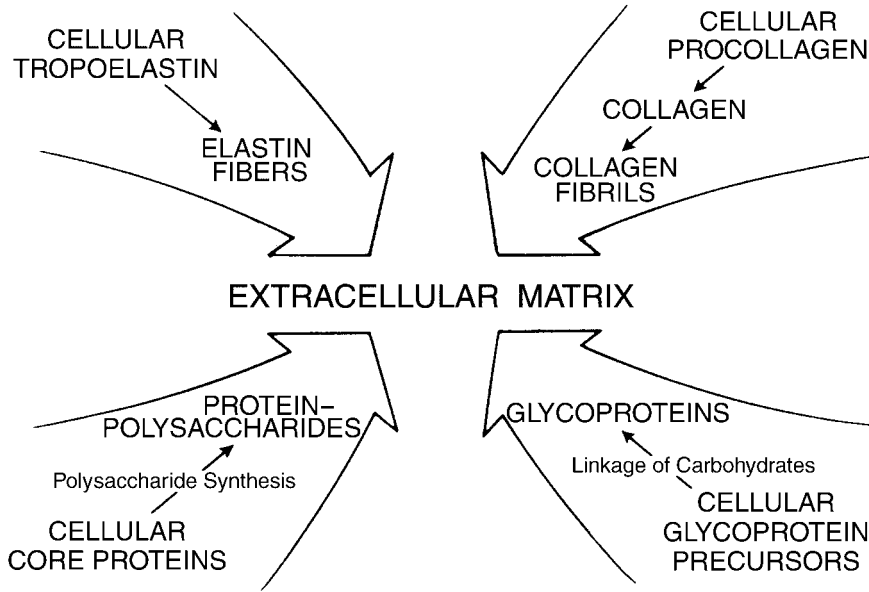 CELLULAR
TROPOELASTIN
ELASTIN
FIBERS
CELLULAR
PROCOLLAGEN
COLLAGEN
COLLAGEN
FIBRILS
EXTRACELLULAR MATRIX
PROTEIN–
POLYSACCHARIDES
Polysaccharide Synthesis
CELLULAR
CORE PROTEINS
GLYCOPROTEINS
Linkage of Carbohydrates
CELLULAR
GLYCOPROTEIN
PRECURSORS